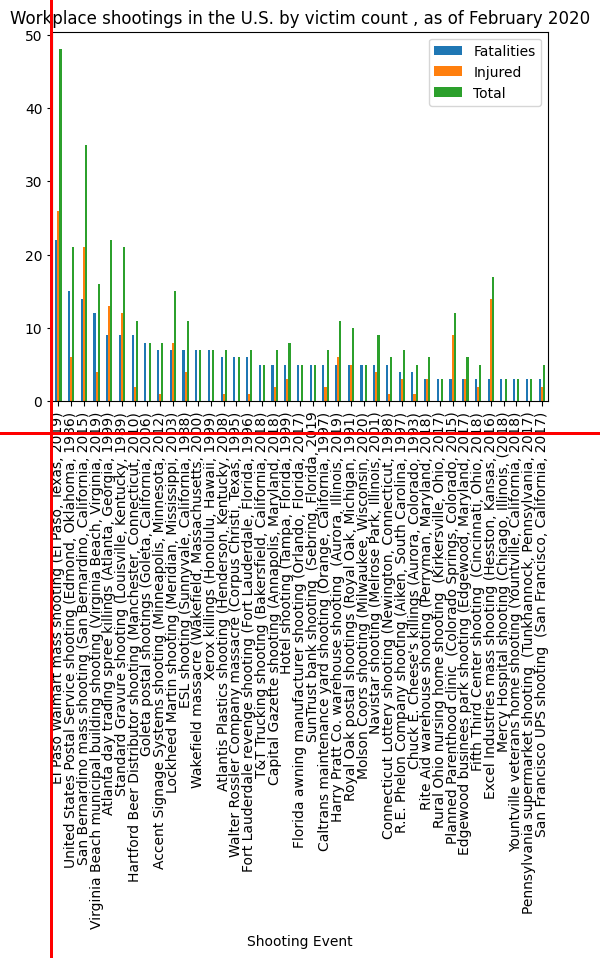 Workplace shootings in the U.S. by victim count , as of February 2020
Fatalities
Injured
Total
50
40
30
20
10
0
El Paso Walmart mass shooting (El Paso, Texas, 2019)
United States Postal Service shooting (Edmond, Oklahoma, 1986)
San Bernardino mass shooting (San Bernardino, California, 2015)
Virginia Beach municipal building shooting (Virginia Beach, Virginia, 2019)
Atlanta day trading spree killings (Atlanta, Georgia, 1999)
Standard Gravure shooting (Louisville, Kentucky, 1989)
Hartford Beer Distributor shooting (Manchester, Connecticut, 2010)
Goleta postal shootings (Goleta, California, 2006)
Accent Signage Systems shooting (Minneapolis, Minnesota, 2012)
Lockheed Martin shooting (Meridian, Mississippi, 2003)
ESL shooting (Sunnyvale, California, 1988)
Wakefield massacre (Wakefield, Massachusetts, 2000)
Xerox killings (Honolulu, Hawaii, 1999)
Atlantis Plastics shooting (Henderson, Kentucky, 2008)
Walter Rossler Company massacre (Corpus Christi, Texas, 1995)
Fort Lauderdale revenge shooting (Fort Lauderdale, Florida, 1996)
T&T Trucking shooting (Bakersfield, California, 2018)
Capital Gazette shooting (Annapolis, Maryland, 2018)
Hotel shooting (Tampa, Florida, 1999)
Florida awning manufacturer shooting (Orlando, Florida, 2017)
SunTrust bank shooting (Sebring, Florida, 2019
Caltrans maintenance yard shooting (Orange, California, 1997)
Harry Pratt Co. warehouse shooting (Aurora, Illinois, 2019)
Royal Oak postal shootings (Royal Oak, Michigan, 1991)
Molson Coors shooting (Milwaukee, Wisconsin, 2020)
Navistar shooting (Melrose Park, Illinois, 2001)
Connecticut Lottery shooting (Newington, Connecticut, 1998)
R.E. Phelon Company shooting (Aiken, South Carolina, 1997)
Chuck E. Cheese's killings (Aurora, Colorado, 1993)
Rite Aid warehouse shooting (Perryman, Maryland, 2018)
Rural Ohio nursing home shooting (Kirkersville, Ohio, 2017)
Planned Parenthood clinic (Colorado Springs, Colorado, 2015)
Edgewood businees park shooting (Edgewood, Maryland, 2017)
Fifth Third Center shooting (Cincinnati, Ohio, 2018)
Excel Industries mass shooting (Hesston, Kansas, 2016)
Mercy Hospital shooting (Chicago, Illinois, (2018)
Yountville veterans home shooting (Yountville, California, 2018)
Pennsylvania supermarket shooting (Tunkhannock, Pennsylvania, 2017)
San Francisco UPS shooting (San Francisco, California, 2017)
Shooting Event